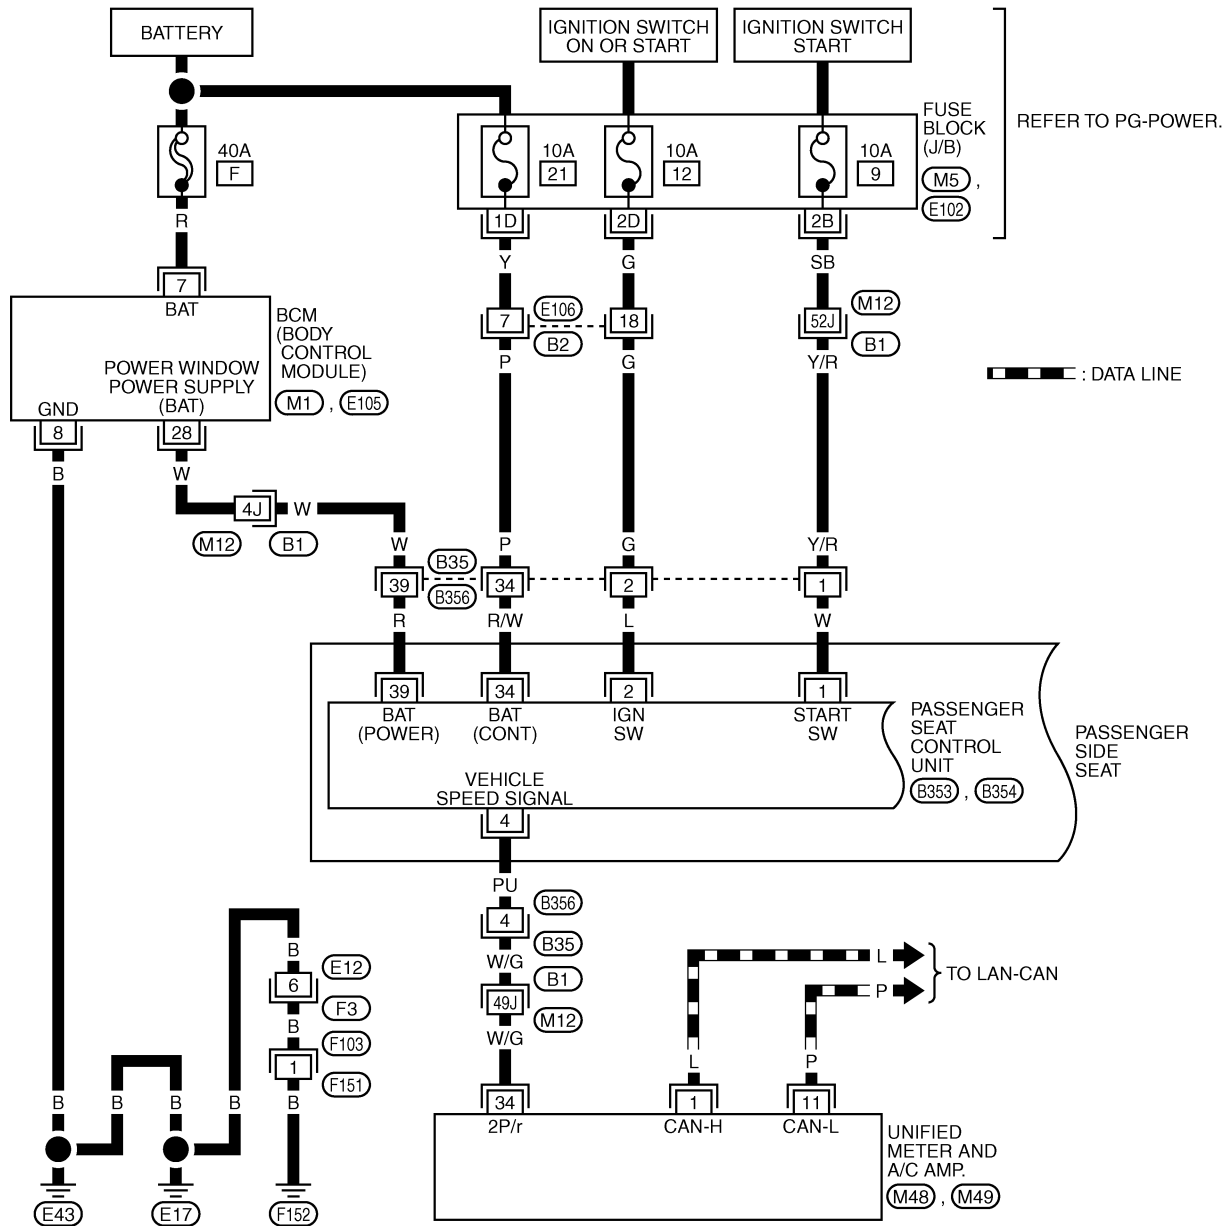 BATTERY
IGNITION SWITCH
ON OR START
IGNITION SWITCH
START
REFER TO PG-POWER.
FUSE
BLOCK
(J/B)
M5 ,
E102
40A
F
10A
21
10A
12
10A
9
R
1D
2D
2B
Y
G
SB
7
BAT
BCM
(BODY
CONTROL
MODULE)
M1 , E105
POWER WINDOW
POWER SUPPLY
(BAT)
GND
8
28
B
W
7
E106
B2
18
52J
M12
B1
P
G
Y/R
: DATA LINE
4J
W
M12
B1
W
P
G
Y/R
39
B35
B356
34
2
1
R
R/W
L
W
39
34
2
1
BAT
(POWER)
BAT
(CONT)
IGN
SW
START
SW
PASSENGER
SEAT
CONTROL
UNIT
B353 , B354
PASSENGER
SIDE
SEAT
VEHICLE
SPEED SIGNAL
4
PU
B356
4
B35
W/G
B1
49J
M12
W/G
34
2P/r
L
P
TO LAN-CAN
L
P
1
11
CAN-H
CAN-L
UNIFIED
METER AND
A/C AMP.
M48 , M49
B
E12
6
F3
B
F103
1
F151
B
B
B
B
B
E43
E17
F152